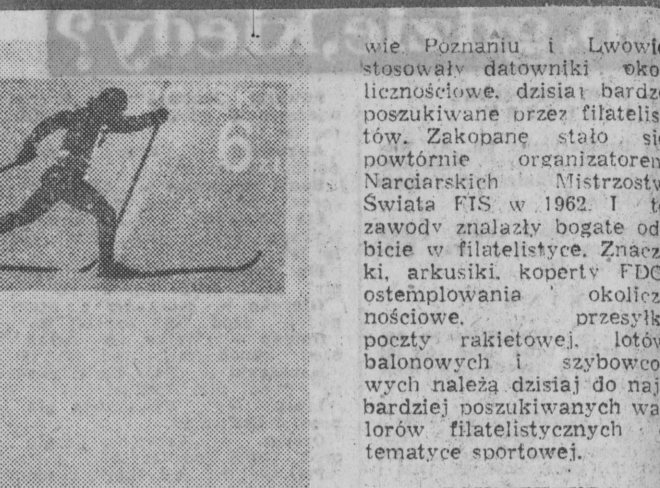 POLSKA
6 zł
wie, Poznaniu i Lwowie
stosowały datowniki oko
licznościowe, dzisiaj bardzo
poszukiwane przez filatelis
tów. Zakopane stało się
powtórnie organizatorem
Narciarskich Mistrzostw
Świata FIS w 1962. I te
zawody znalazły bogate od
bicie w filatelistyce. Znacz
ki, arkusiki, koperty FDC
ostemplowania okolicz
nościowe, przesyłki
poczty rakietowej, lotów
balonowych i szybowco
wych należą dzisiaj do naj
bardziej poszukiwanych wa
lorów filatelistycznych o
tematyce sportowej.